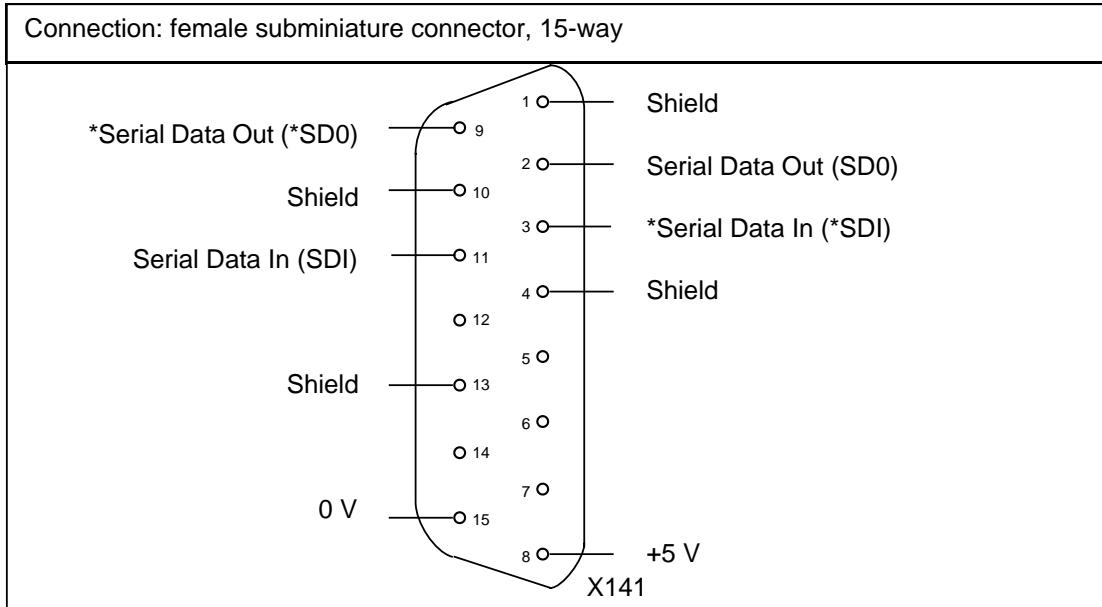 Connection: female subminiature connector, 15-way
1 Shield
*Serial Data Out (*SD0) 9
2 Serial Data Out (SD0)
Shield 10
3 *Serial Data In (*SDI)
Serial Data In (SDI) 11
4 Shield
12
5
Shield 13
6
14
7
0 V 15
8 +5 V
X141